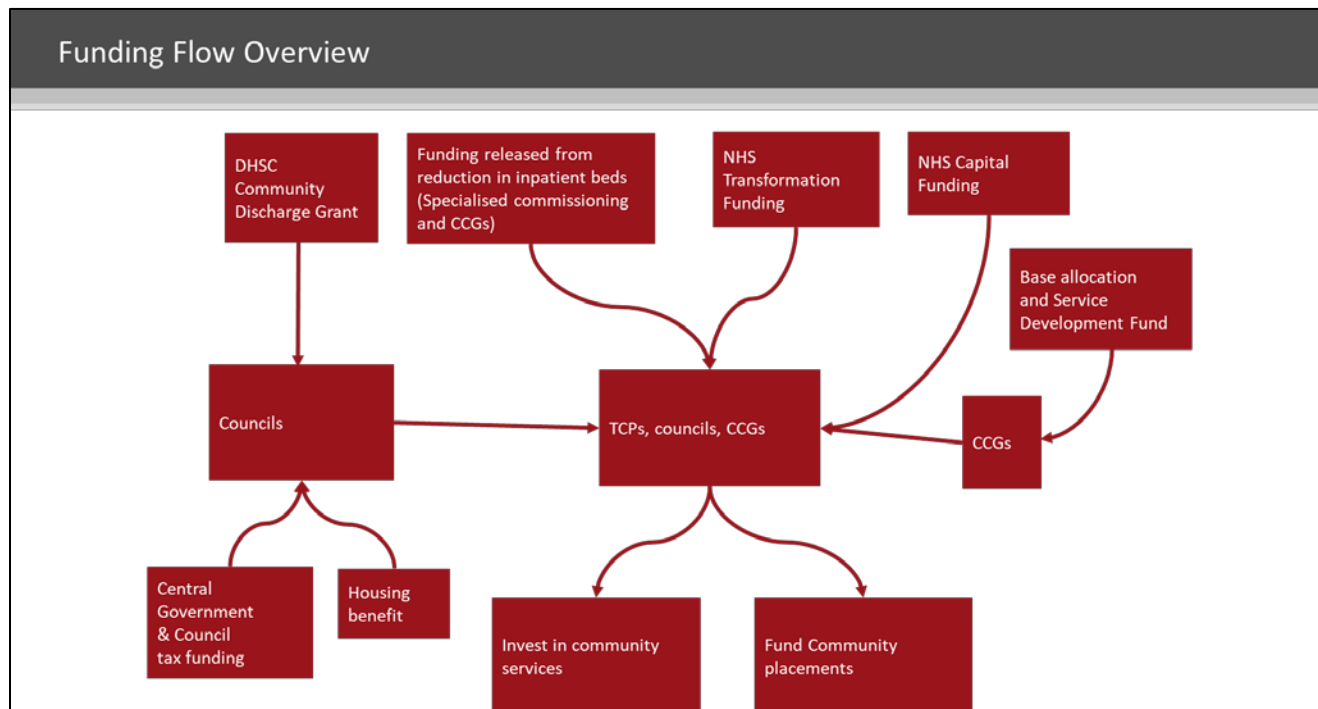 Funding Flow Overview
DHSC
Community
Discharge Grant
Funding released from
reduction in inpatient beds
(Specialised commissioning
and CCGs)
NHS
Transformation
Funding
NHS Capital
Funding
Base allocation
and Service
Development Fund
Councils
TCPs, councils, CCGs
CCGs
Central
Government
& Council
tax funding
Housing
benefit
Invest in community
services
Fund Community
placements